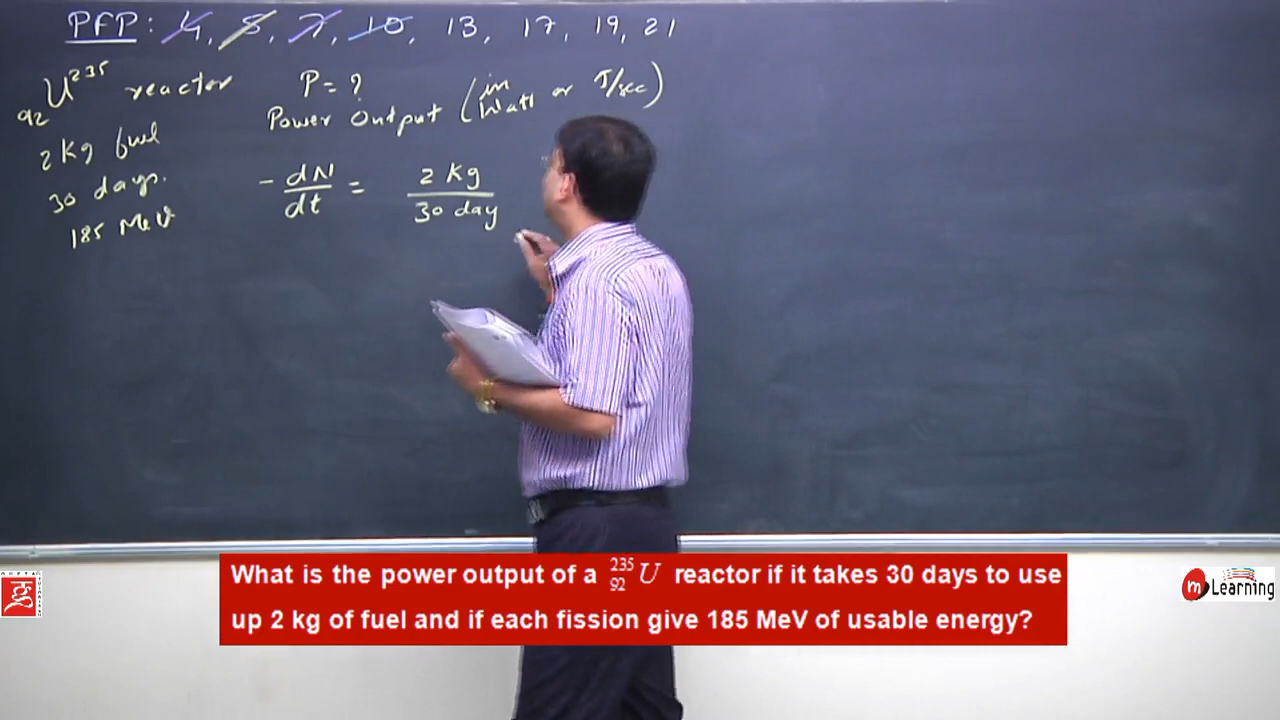 PFP : 4, 5, 7, 10, 13, 17, 19, 21
92U235 reactor
2 Kg fuel
30 days.
185 MeV
P = ?
Power Output (in Watt or J/sec)
- dN/dt = 2 Kg/30 day
What is the power output of a 235 92 U reactor if it takes 30 days to use
up 2 kg of fuel and if each fission give 185 MeV of usable energy?
m Learning